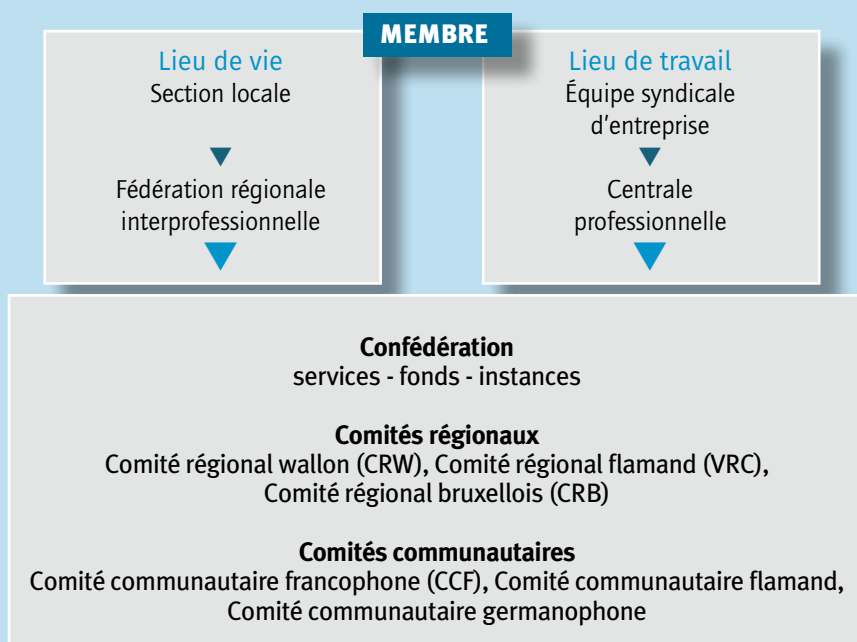 MEMBRE
Lieu de vie
Section locale
Fédération régionale
interprofessionnelle
Lieu de travail
Équipe syndicale
d'entreprise
Centrale
professionnelle
Confédération
services - fonds - instances
Comités régionaux
Comité régional wallon (CRW), Comité régional flamand (VRC),
Comité régional bruxellois (CRB)
Comités communautaires
Comité communautaire francophone (CCF), Comité communautaire flamand,
Comité communautaire germanophone